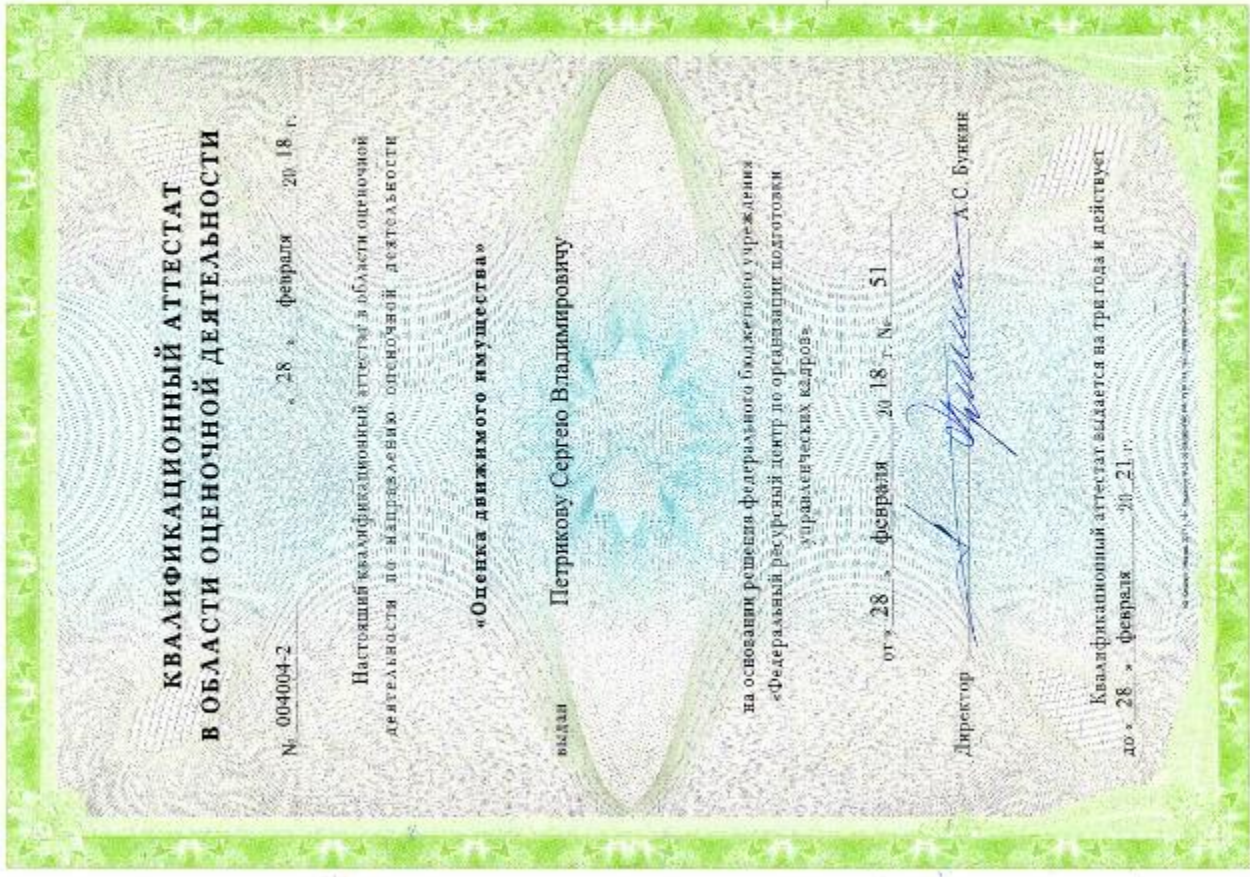 КВАЛИФИКАЦИОННЫЙ АТТЕСТАТ
В ОБЛАСТИ ОЦЕНОЧНОЙ ДЕЯТЕЛЬНОСТИ
№ 004004-2 « 28 » февраля 20 18 г.
Настоящий квалификационный аттестат в области оценочной
деятельности по направлению оценочной деятельности
«Оценка движимого имущества»
выдан Петрикову Сергею Владимировичу
на основании решения федерального бюджетного учреждения
«Федеральный ресурсный центр по организации подготовки
управленческих кадров»
от « 28 » февраля 20 18 г. № 51
Директор А.С. Бункин
Квалификационный аттестат выдается на три года и действует
до « 28 » февраля 20 21 г.